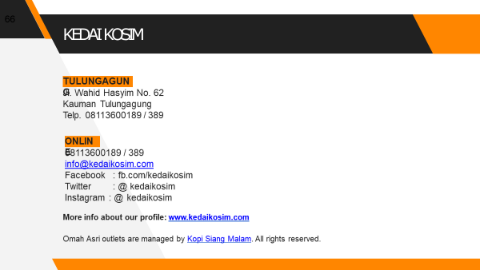 66
KEDAI KOSIM
TULUNGAGUNG
Jl. Wahid Hasyim No. 62
Kauman Tulungagung
Telp. 08113600189 / 389
ONLINE
08113600189 / 389
info@kedaikosim.com
Facebook : fb.com/kedaikosim
Twitter : @ kedaikosim
Instagram : @ kedaikosim
More info about our profile: www.kedaikosim.com
Omah Asri outlets are managed by Kopi Siang Malam. All rights reserved.